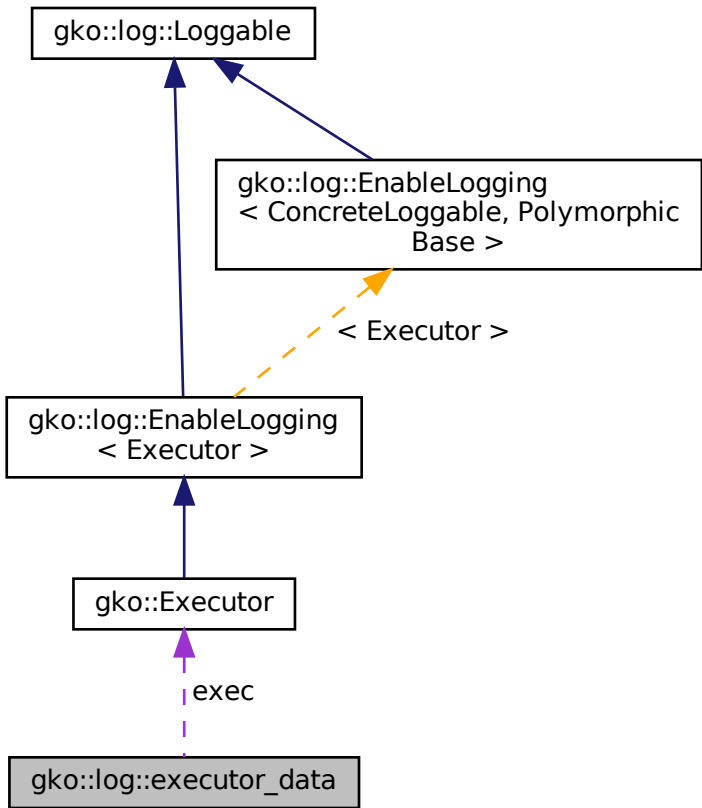 gko::log::Loggable
gko::log::EnableLogging
< ConcreteLoggable, Polymorphic
Base >
< Executor >
gko::log::EnableLogging
< Executor >
gko::Executor
exec
gko::log::executor_data